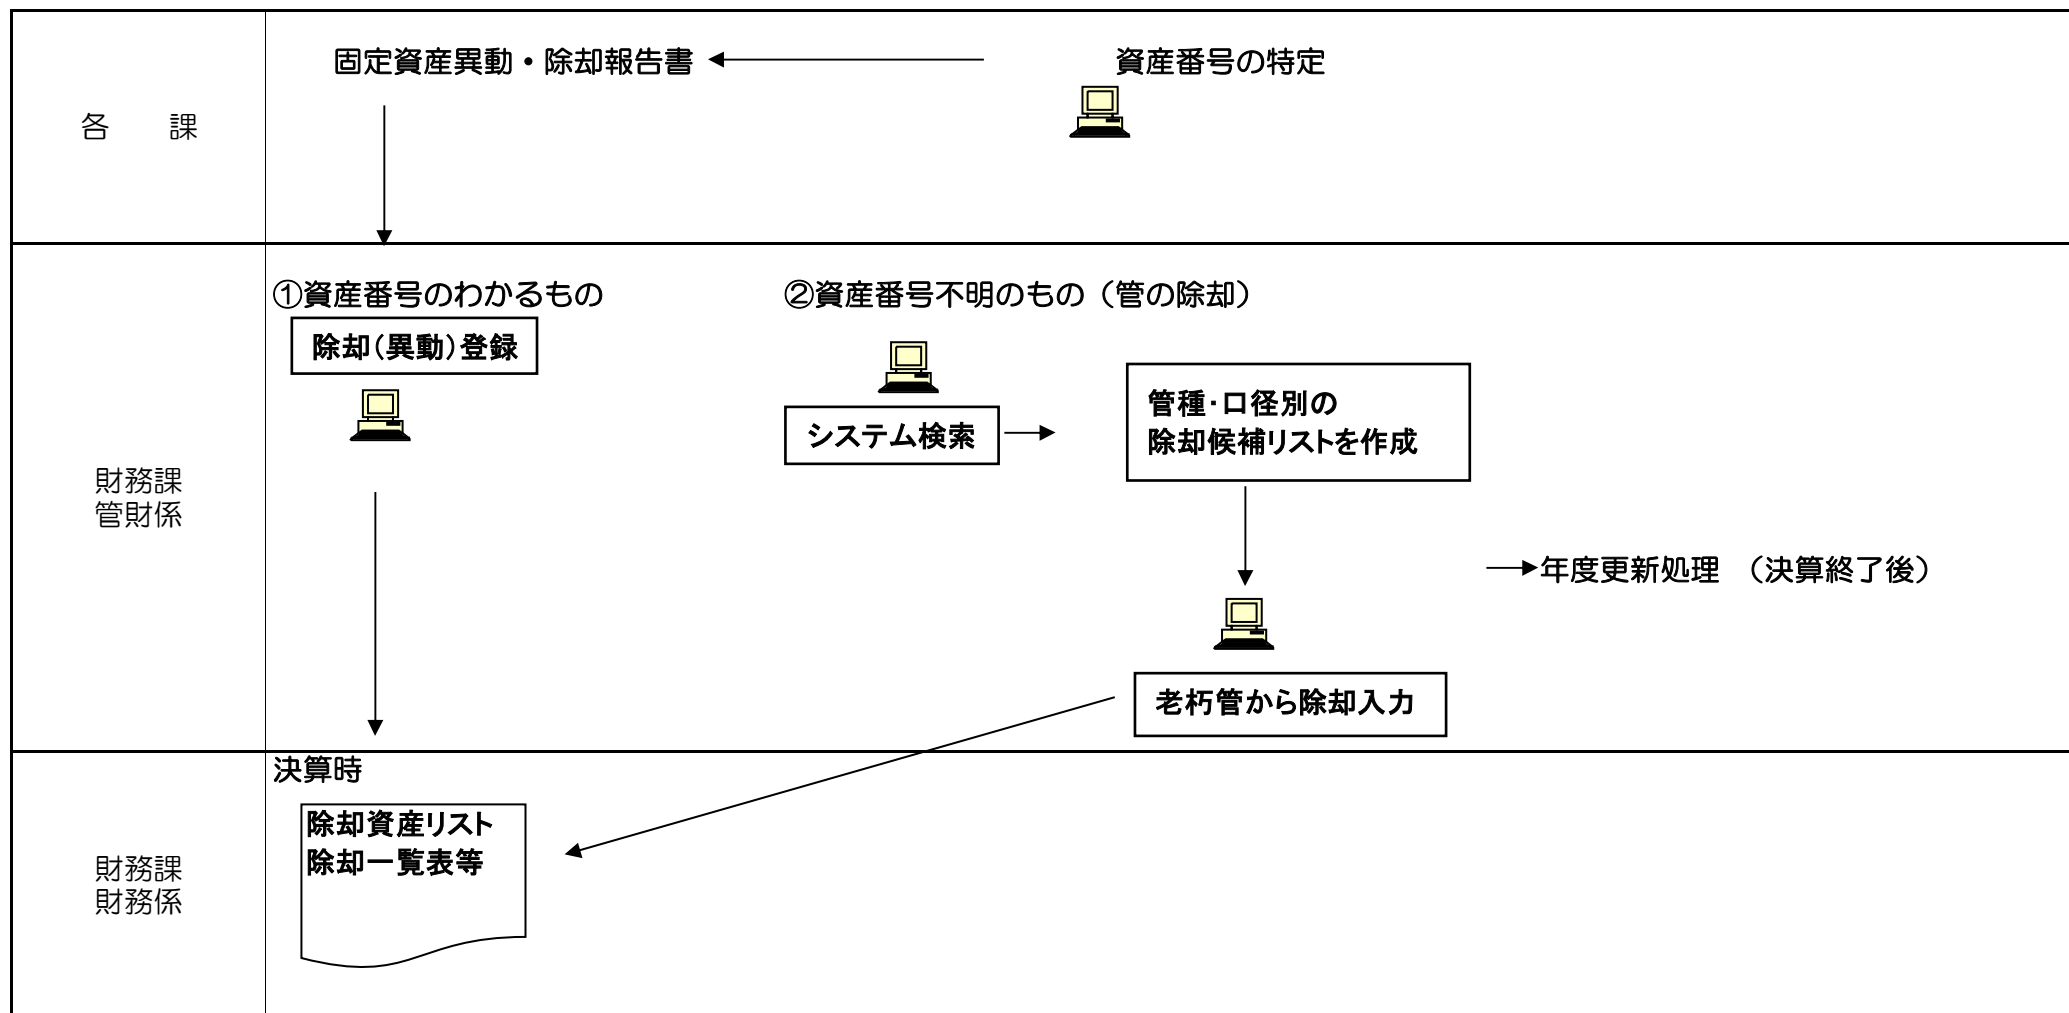 各　課
固定資産異動・除却報告書
資産番号の特定
財務課
管財係
①資産番号のわかるもの
除却(異動)登録
②資産番号不明のもの（管の除却）
システム検索
管種･口径別の
除却候補リストを作成
年度更新処理　（決算終了後）
老朽管から除却入力
財務課
財務係
決算時
除却資産リスト
除却一覧表等